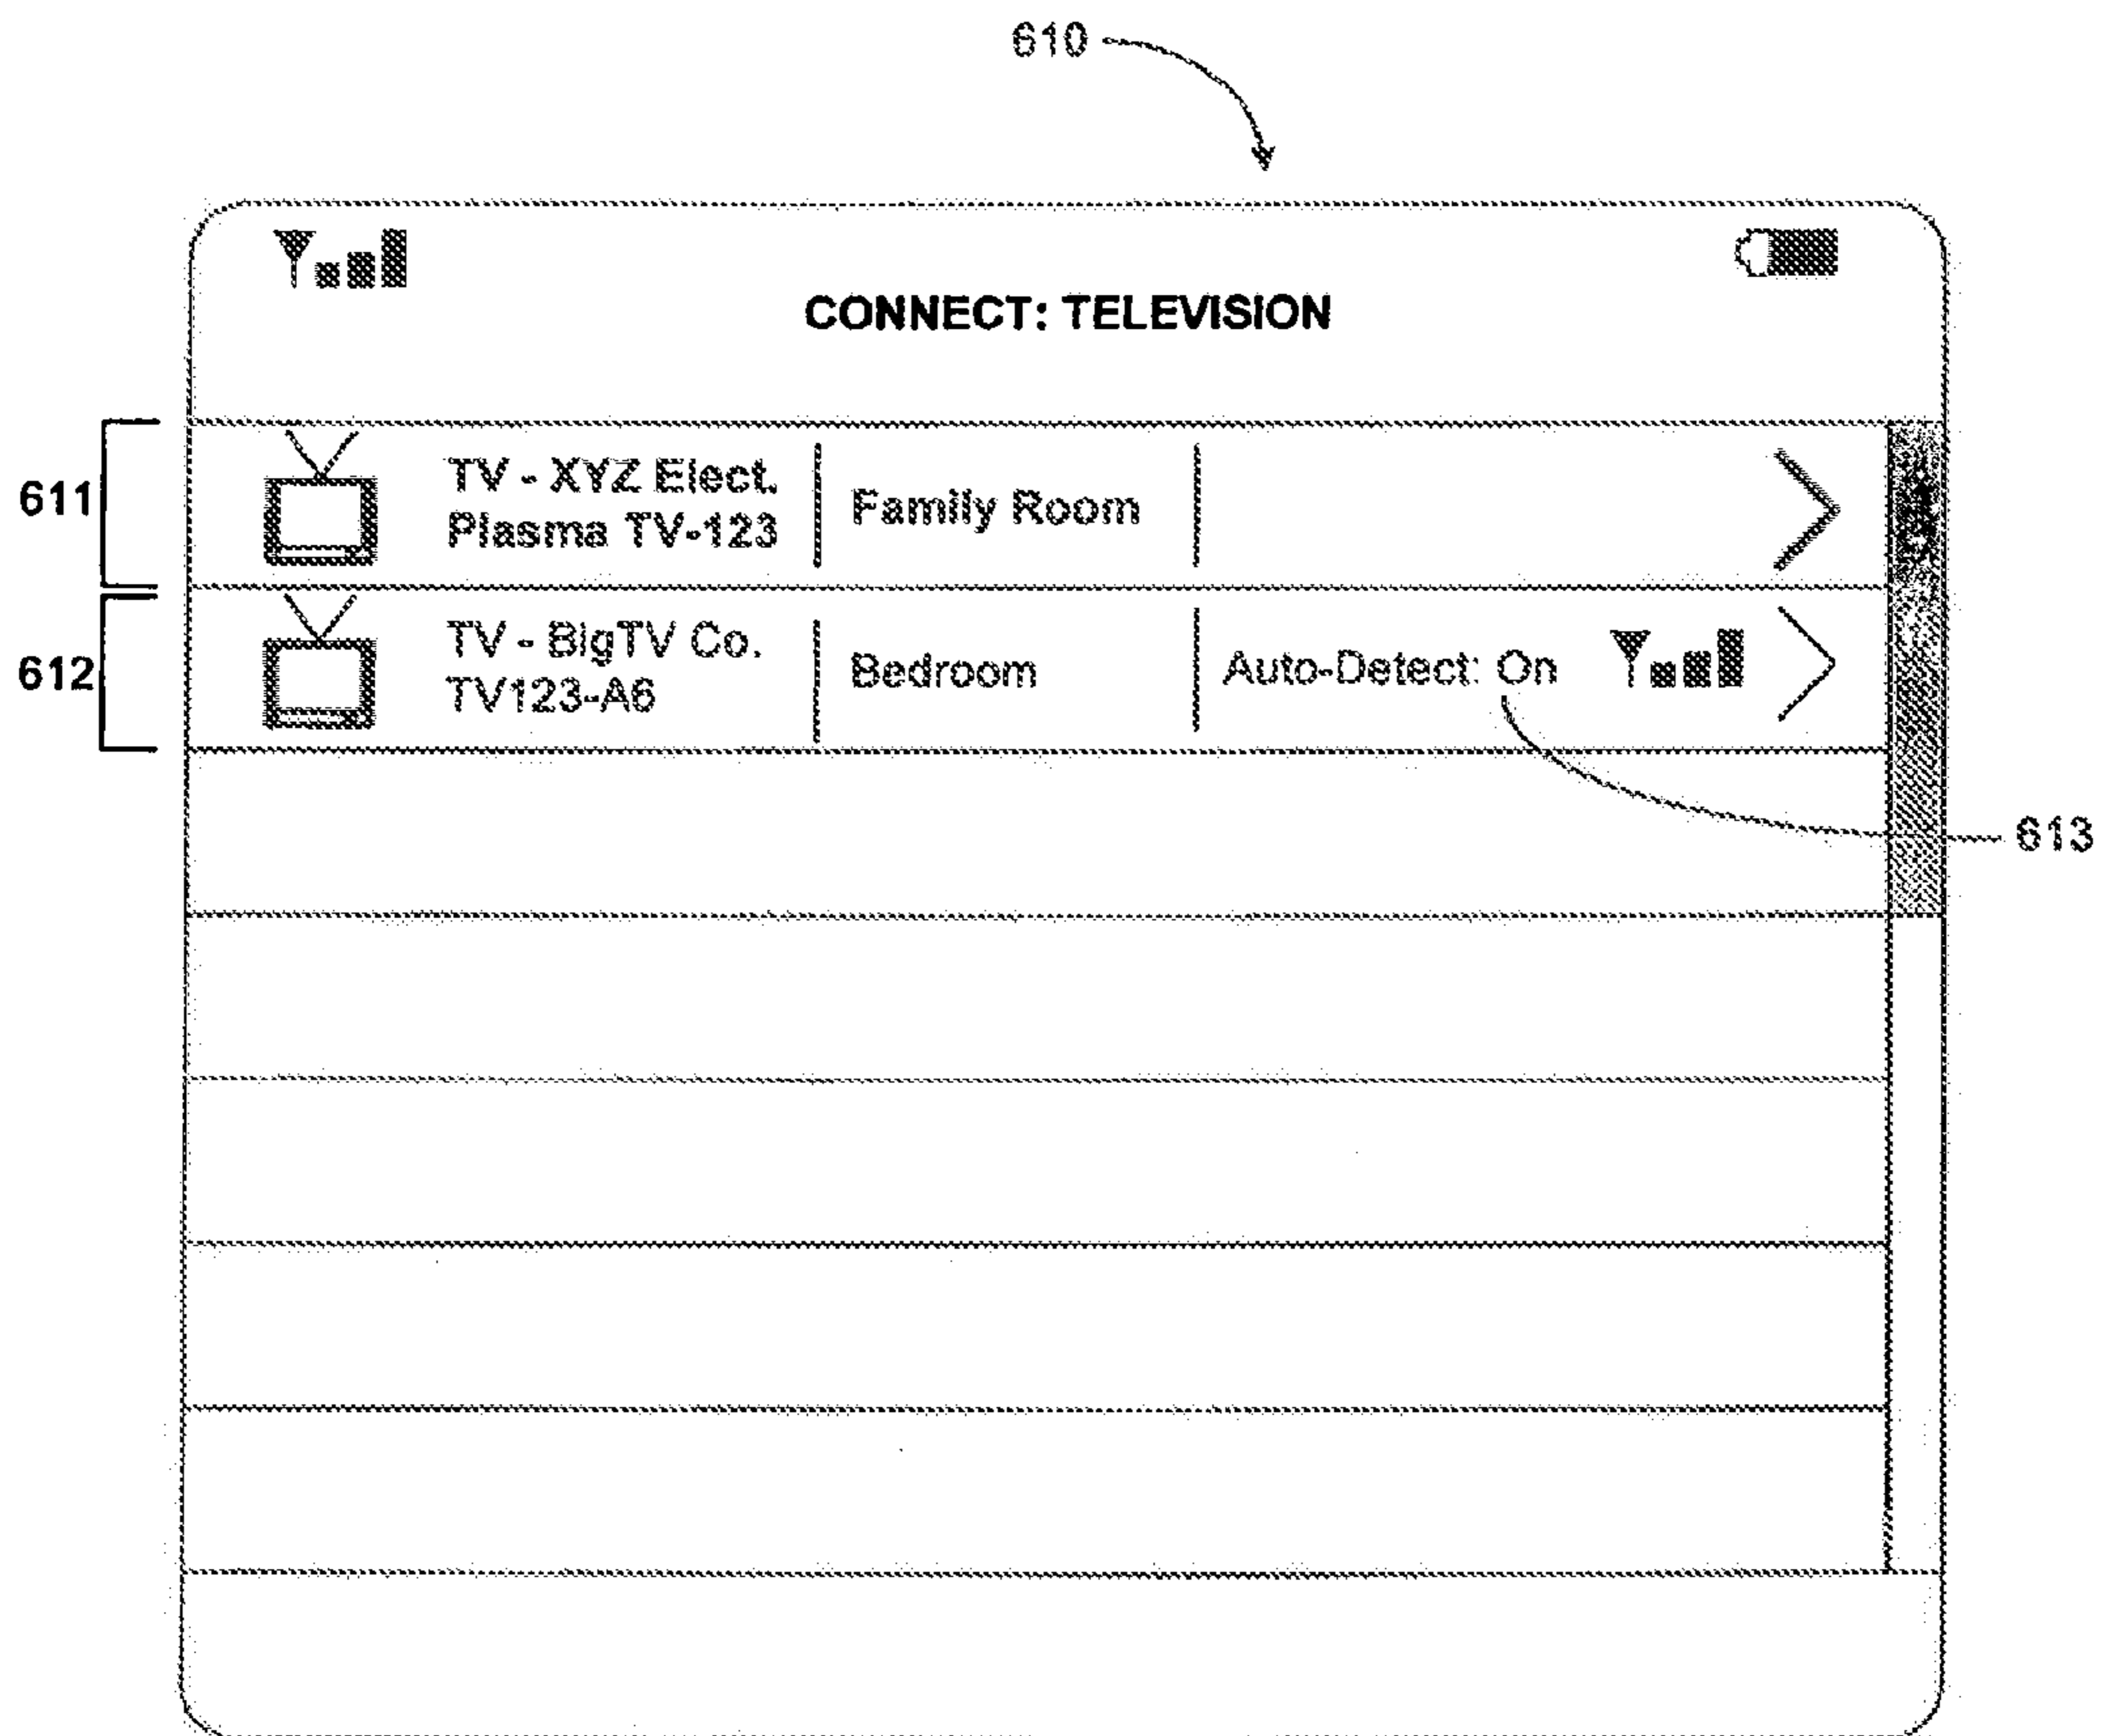 610
CONNECT: TELEVISION
611
TV - XYZ Elect.
Plasma TV-123
Family Room
612
TV - BigTV Co.
TV123-A6
Bedroom
Auto-Detect: On
613